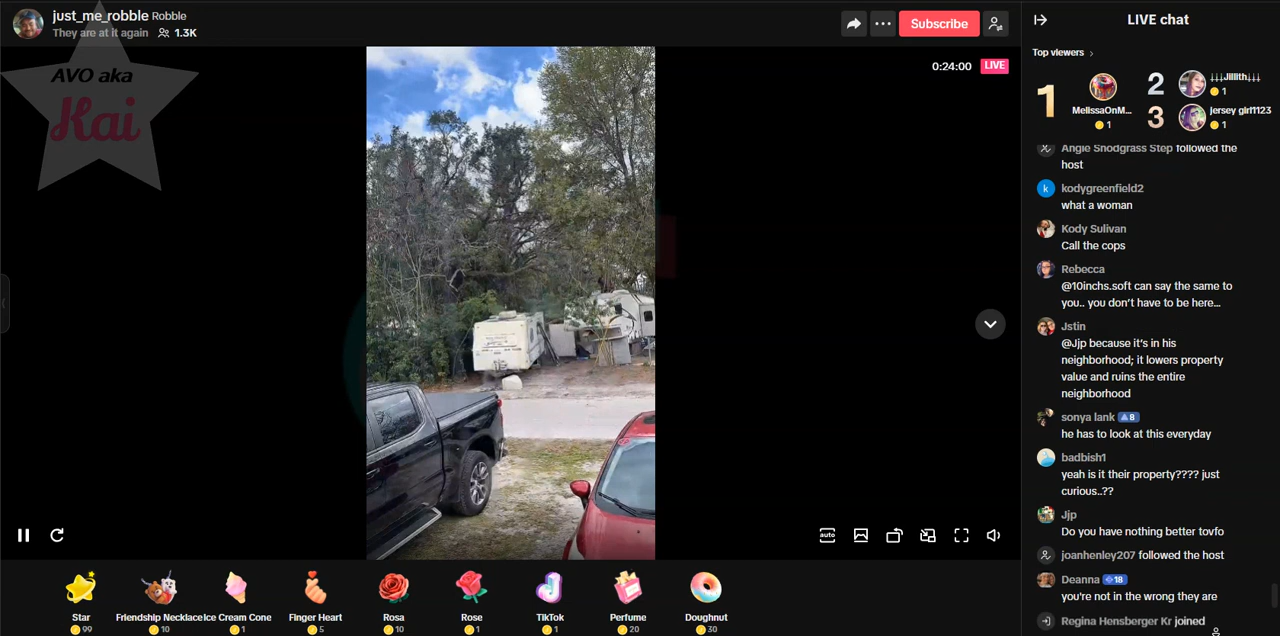 just_me_robble Robble
They are at it again 1.3K
Subscribe
AVO aka
Kai
0:24:00 LIVE
auto
Star
99
Friendship Necklace
10
Ice Cream Cone
1
Finger Heart
5
Rosa
10
Rose
1
TikTok
1
Perfume
20
Doughnut
30
LIVE chat
Top viewers
1
MelissaOnM...
1
2
↓↓↓Jillith↓↓↓
1
3
jersey girl1123
1
Angie Snodgrass Step followed the
host
k
kodygreenfield2
what a woman
Kody Sulivan
Call the cops
Rebecca
@10inchs.soft can say the same to
you.. you don't have to be here...
Jstin
@Jjp because it's in his
neighborhood; it lowers property
value and ruins the entire
neighborhood
sonya lank 8
he has to look at this everyday
badbish1
yeah is it their property???? just
curious..??
Jjp
Do you have nothing better tovfo
joanhenley207 followed the host
Deanna 18
you're not in the wrong they are
Regina Hensberger Kr joined